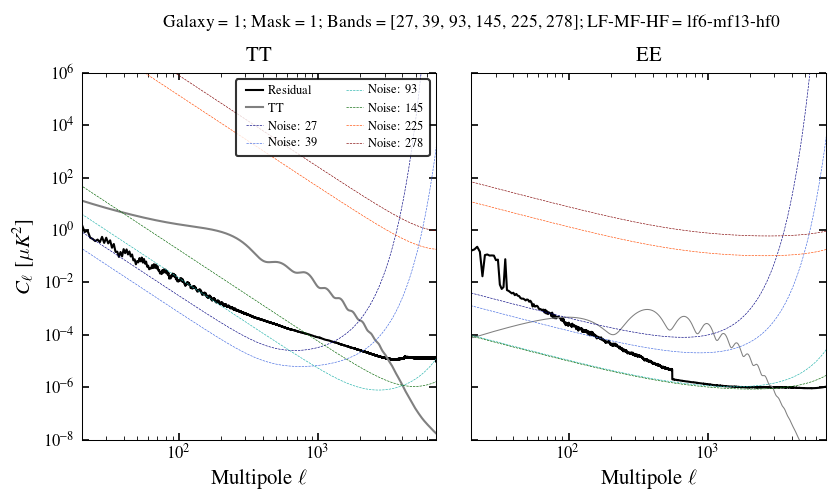 Galaxy = 1; Mask = 1; Bands = [27, 39, 93, 145, 225, 278]; LF-MF-HF = lf6-mf13-hf0
TT
EE
10^6
10^4
10^2
10^0
10^−2
10^−4
10^−6
10^−8
C_ℓ [μK^2]
Residual
TT
Noise: 27
Noise: 39
Noise: 93
Noise: 145
Noise: 225
Noise: 278
10^2
10^3
10^2
10^3
Multipole ℓ
Multipole ℓ